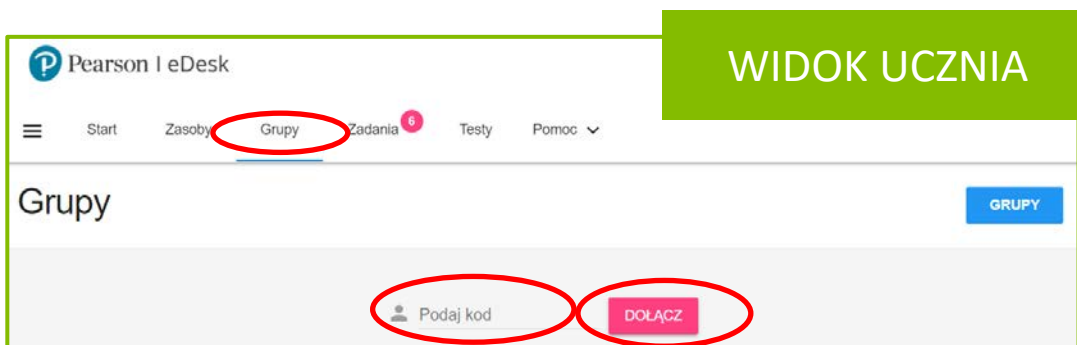 WIDOK UCZNIA
Pearson | eDesk
Start Zasoby Grupy Zadania 6 Testy Pomoc
Grupy GRUPY
Podaj kod DOŁĄCZ